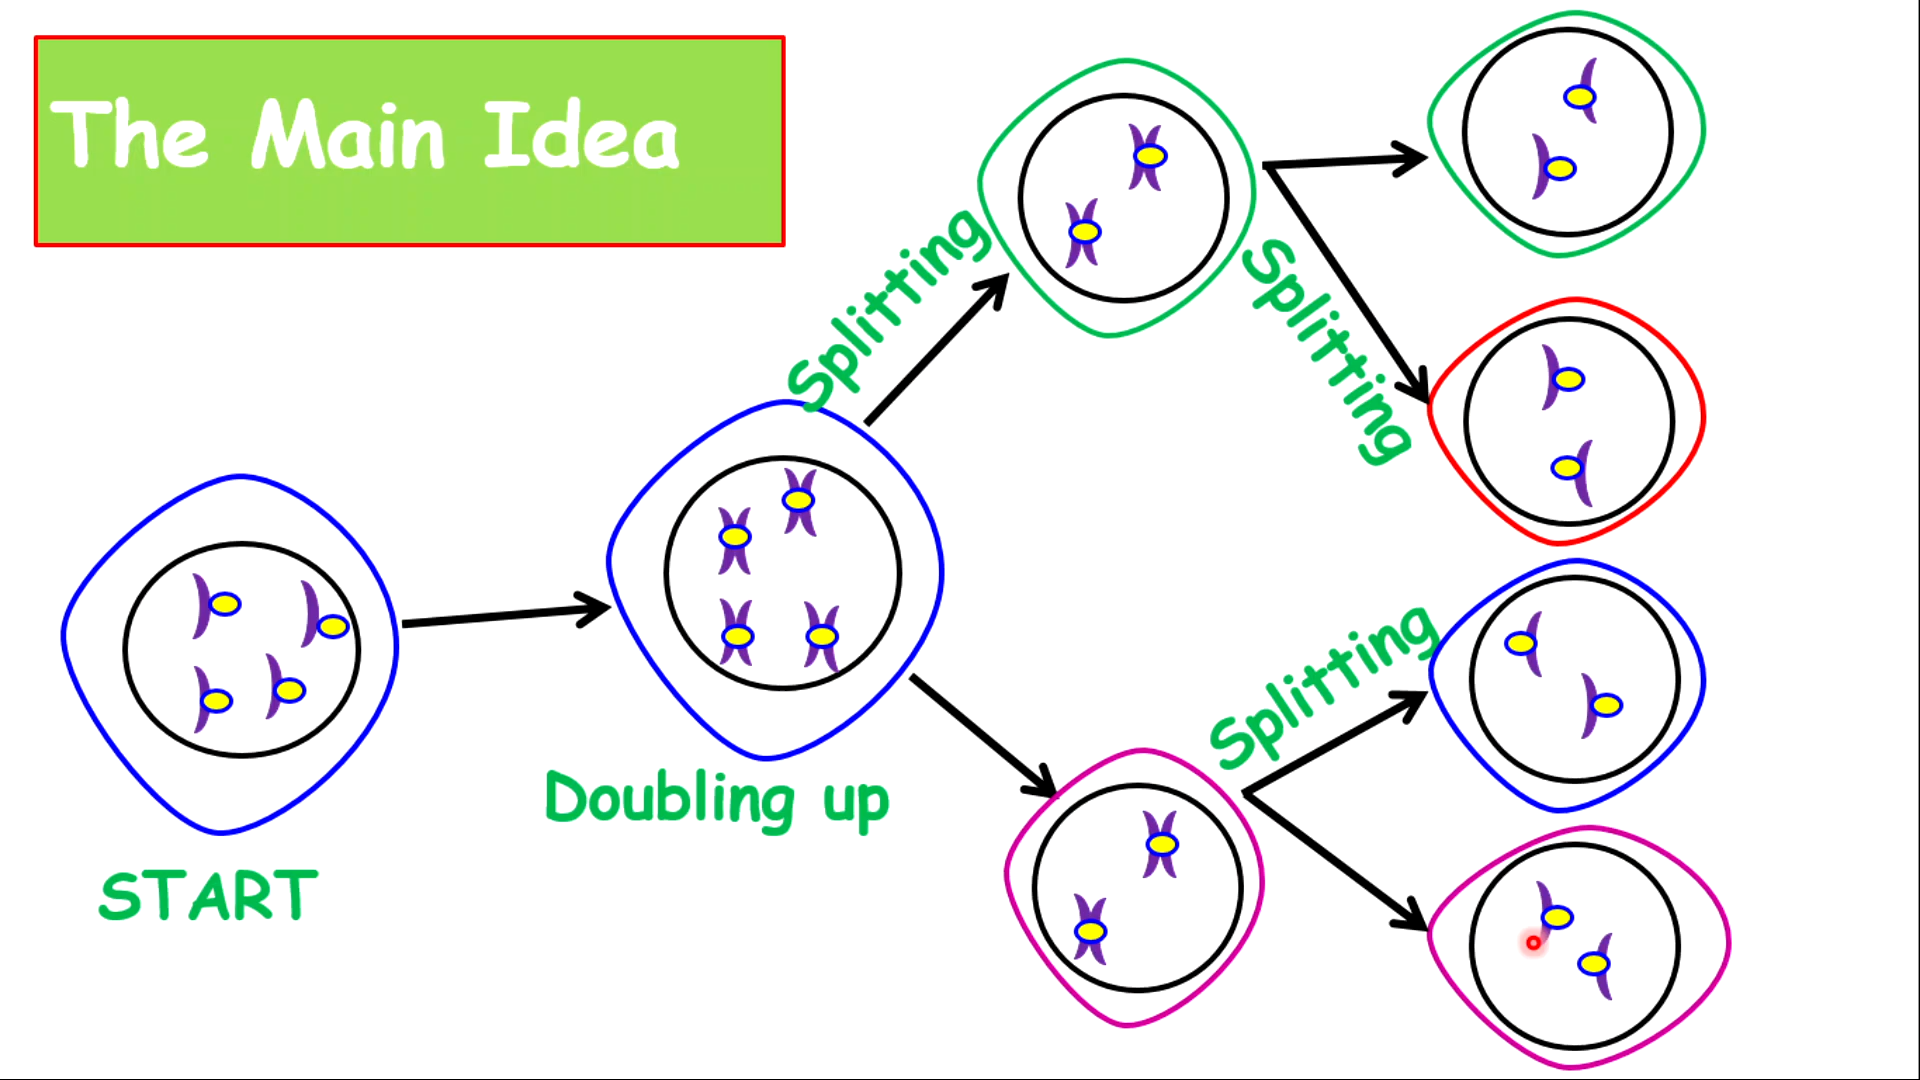 The Main Idea
Splitting
Splitting
START
Doubling up
Splitting